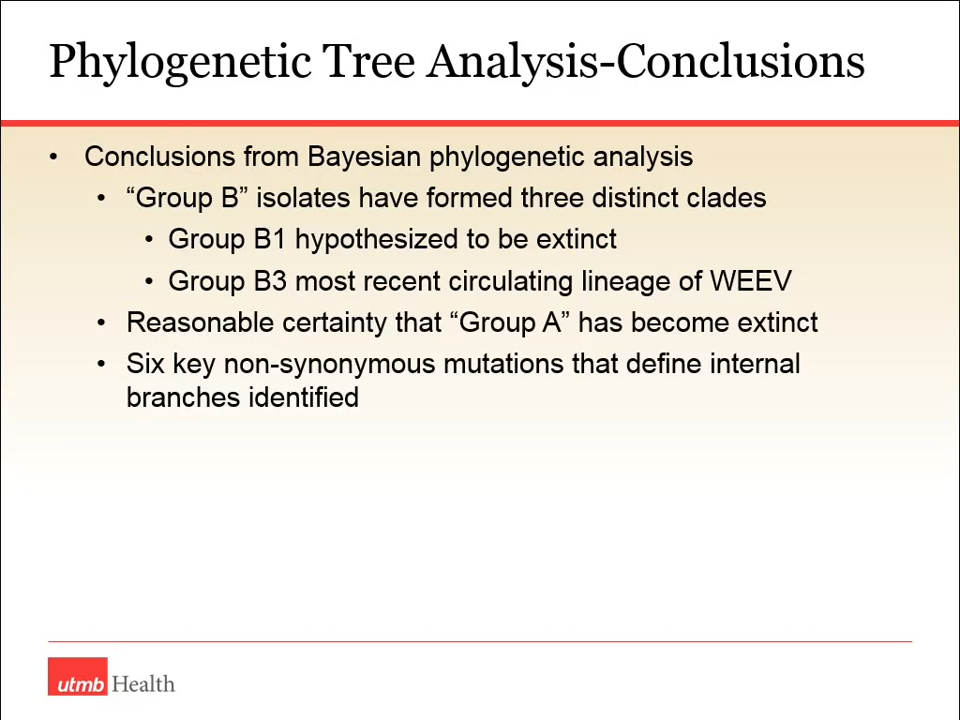 Phylogenetic Tree Analysis-Conclusions
• Conclusions from Bayesian phylogenetic analysis
• “Group B” isolates have formed three distinct clades
• Group B1 hypothesized to be extinct
• Group B3 most recent circulating lineage of WEEV
• Reasonable certainty that “Group A” has become extinct
• Six key non-synonymous mutations that define internal
branches identified
utmb Health